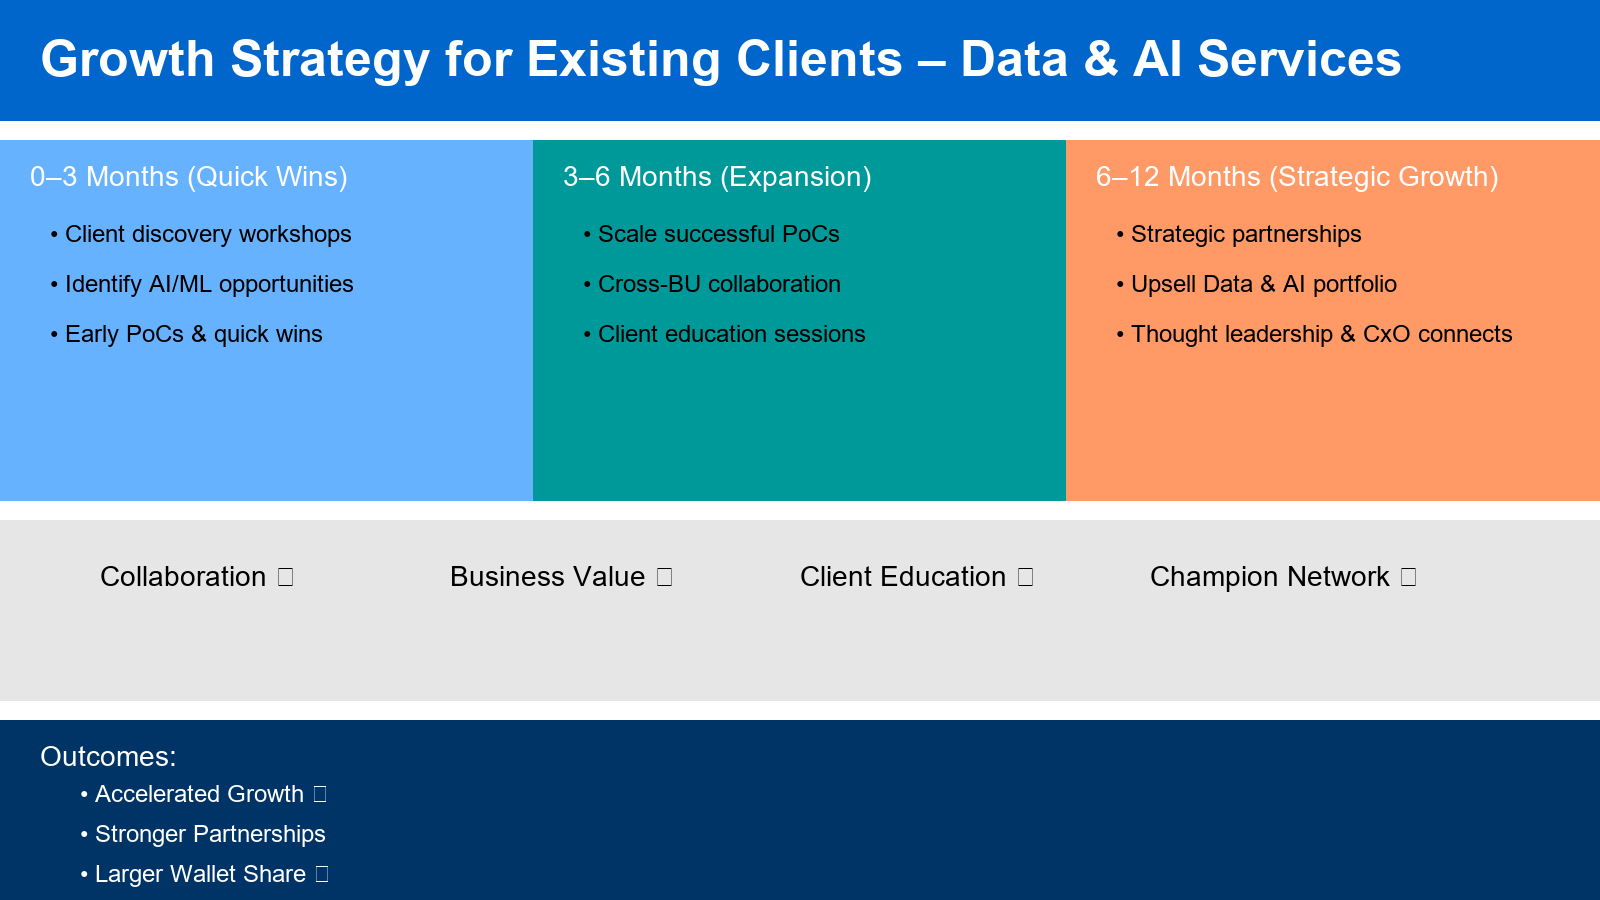 Growth Strategy for Existing Clients – Data & AI Services
0–3 Months (Quick Wins)
• Client discovery workshops
• Identify AI/ML opportunities
• Early PoCs & quick wins
3–6 Months (Expansion)
• Scale successful PoCs
• Cross-BU collaboration
• Client education sessions
6–12 Months (Strategic Growth)
• Strategic partnerships
• Upsell Data & AI portfolio
• Thought leadership & CxO connects
Collaboration □
Business Value □
Client Education □
Champion Network □
Outcomes:
• Accelerated Growth □
• Stronger Partnerships
• Larger Wallet Share □